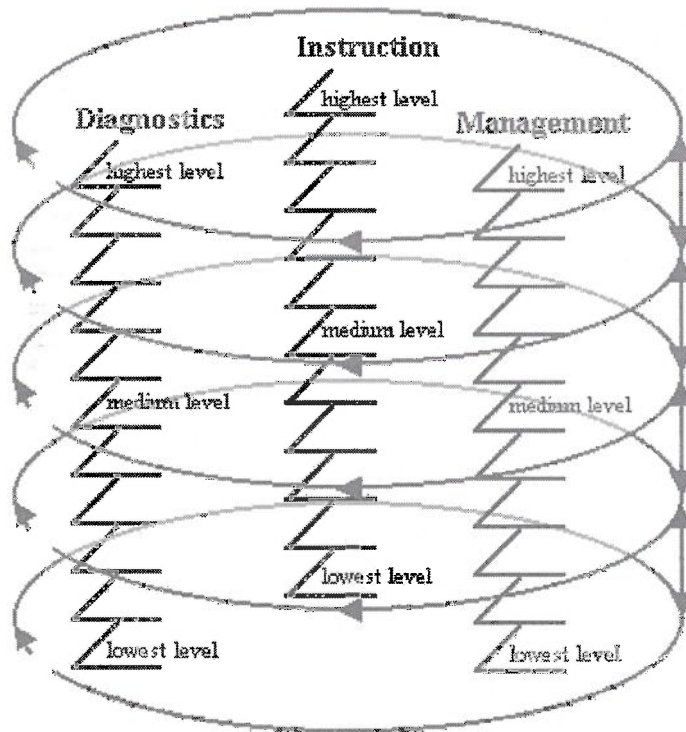 Instruction
highest level
Diagnostics
Management
highest level
highest level
medium level
medium level
medium level
lowest level
lowest level
lowest level